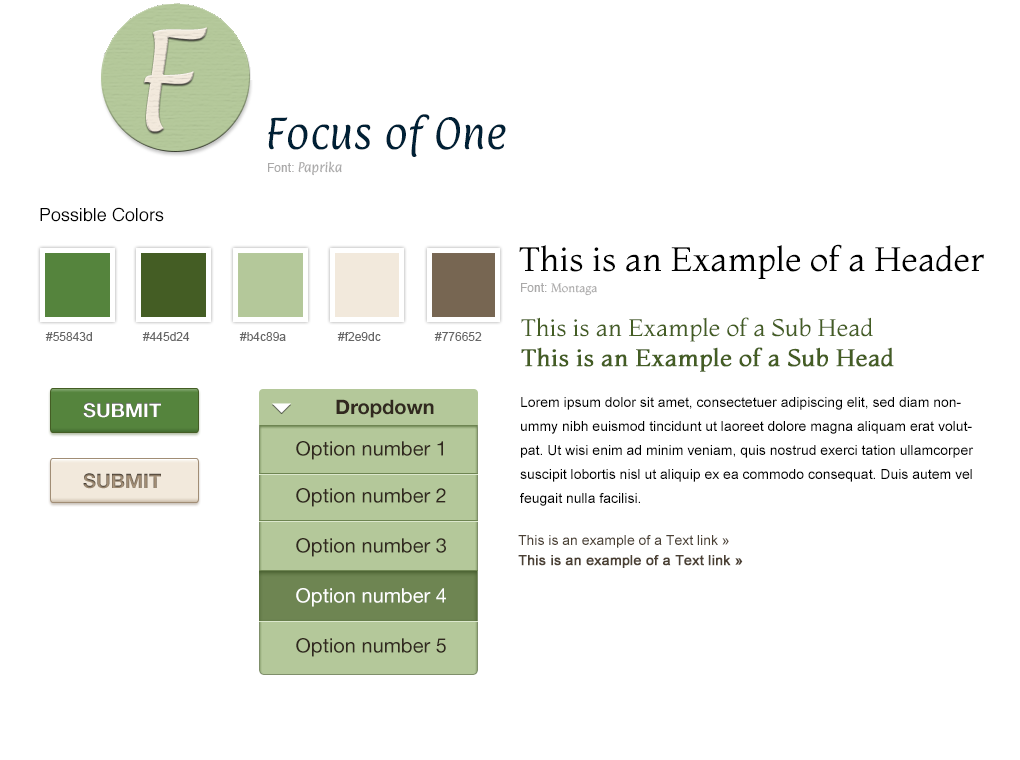 F
Focus of One
Font: Paprika
Possible Colors
#55843d
#445d24
#b4c89a
#f2e9dc
#776652
SUBMIT
SUBMIT
Dropdown
Option number 1
Option number 2
Option number 3
Option number 4
Option number 5
This is an Example of a Header
Font: Montaga
This is an Example of a Sub Head
This is an Example of a Sub Head
Lorem ipsum dolor sit amet, consectetuer adipiscing elit, sed diam non-
ummy nibh euismod tincidunt ut laoreet dolore magna aliquam erat volut-
pat. Ut wisi enim ad minim veniam, quis nostrud exerci tation ullamcorper
suscipit lobortis nisl ut aliquip ex ea commodo consequat. Duis autem vel
feugait nulla facilisi.
This is an example of a Text link »
This is an example of a Text link »